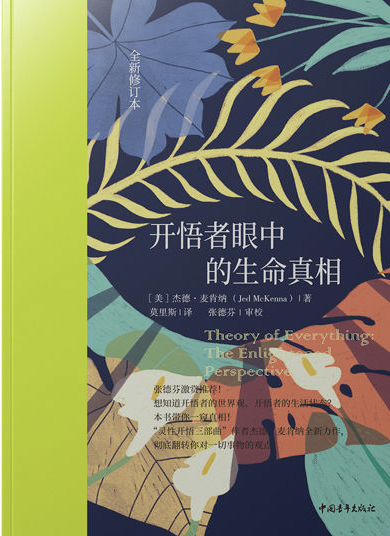 全新修订本
开悟者眼中
的生命真相
[美]杰德·麦肯纳(Jed McKenna)|著
莫里斯|译 张德芬|审校
Theory of Everything:
The Enlightened
Perspective
张德芬激赏推荐!
想知道开悟者的世界观、开悟者的生活状态?
本书带你一窥真相!
“灵性开悟三部曲”作者杰德·麦肯纳全新力作,
彻底翻转你对一切事物的观点
中国青年出版社